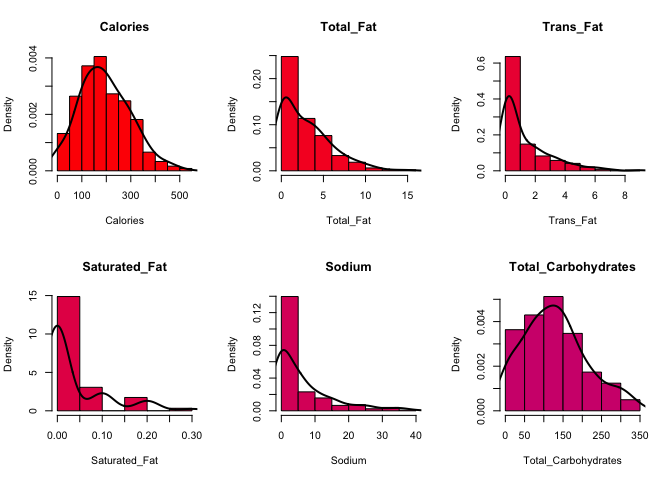 Calories
Density
0.000 0.002 0.004
0 100 300 500
Calories
Total_Fat
Density
0.00 0.10 0.20
0 5 10 15
Total_Fat
Trans_Fat
Density
0.0 0.2 0.4 0.6
0 2 4 6 8
Trans_Fat
Saturated_Fat
Density
0 5 10 15
0.00 0.10 0.20 0.30
Saturated_Fat
Sodium
Density
0.00 0.04 0.08 0.12
0 10 20 30 40
Sodium
Total_Carbohydrates
Density
0.000 0.002 0.004
0 50 150 250 350
Total_Carbohydrates